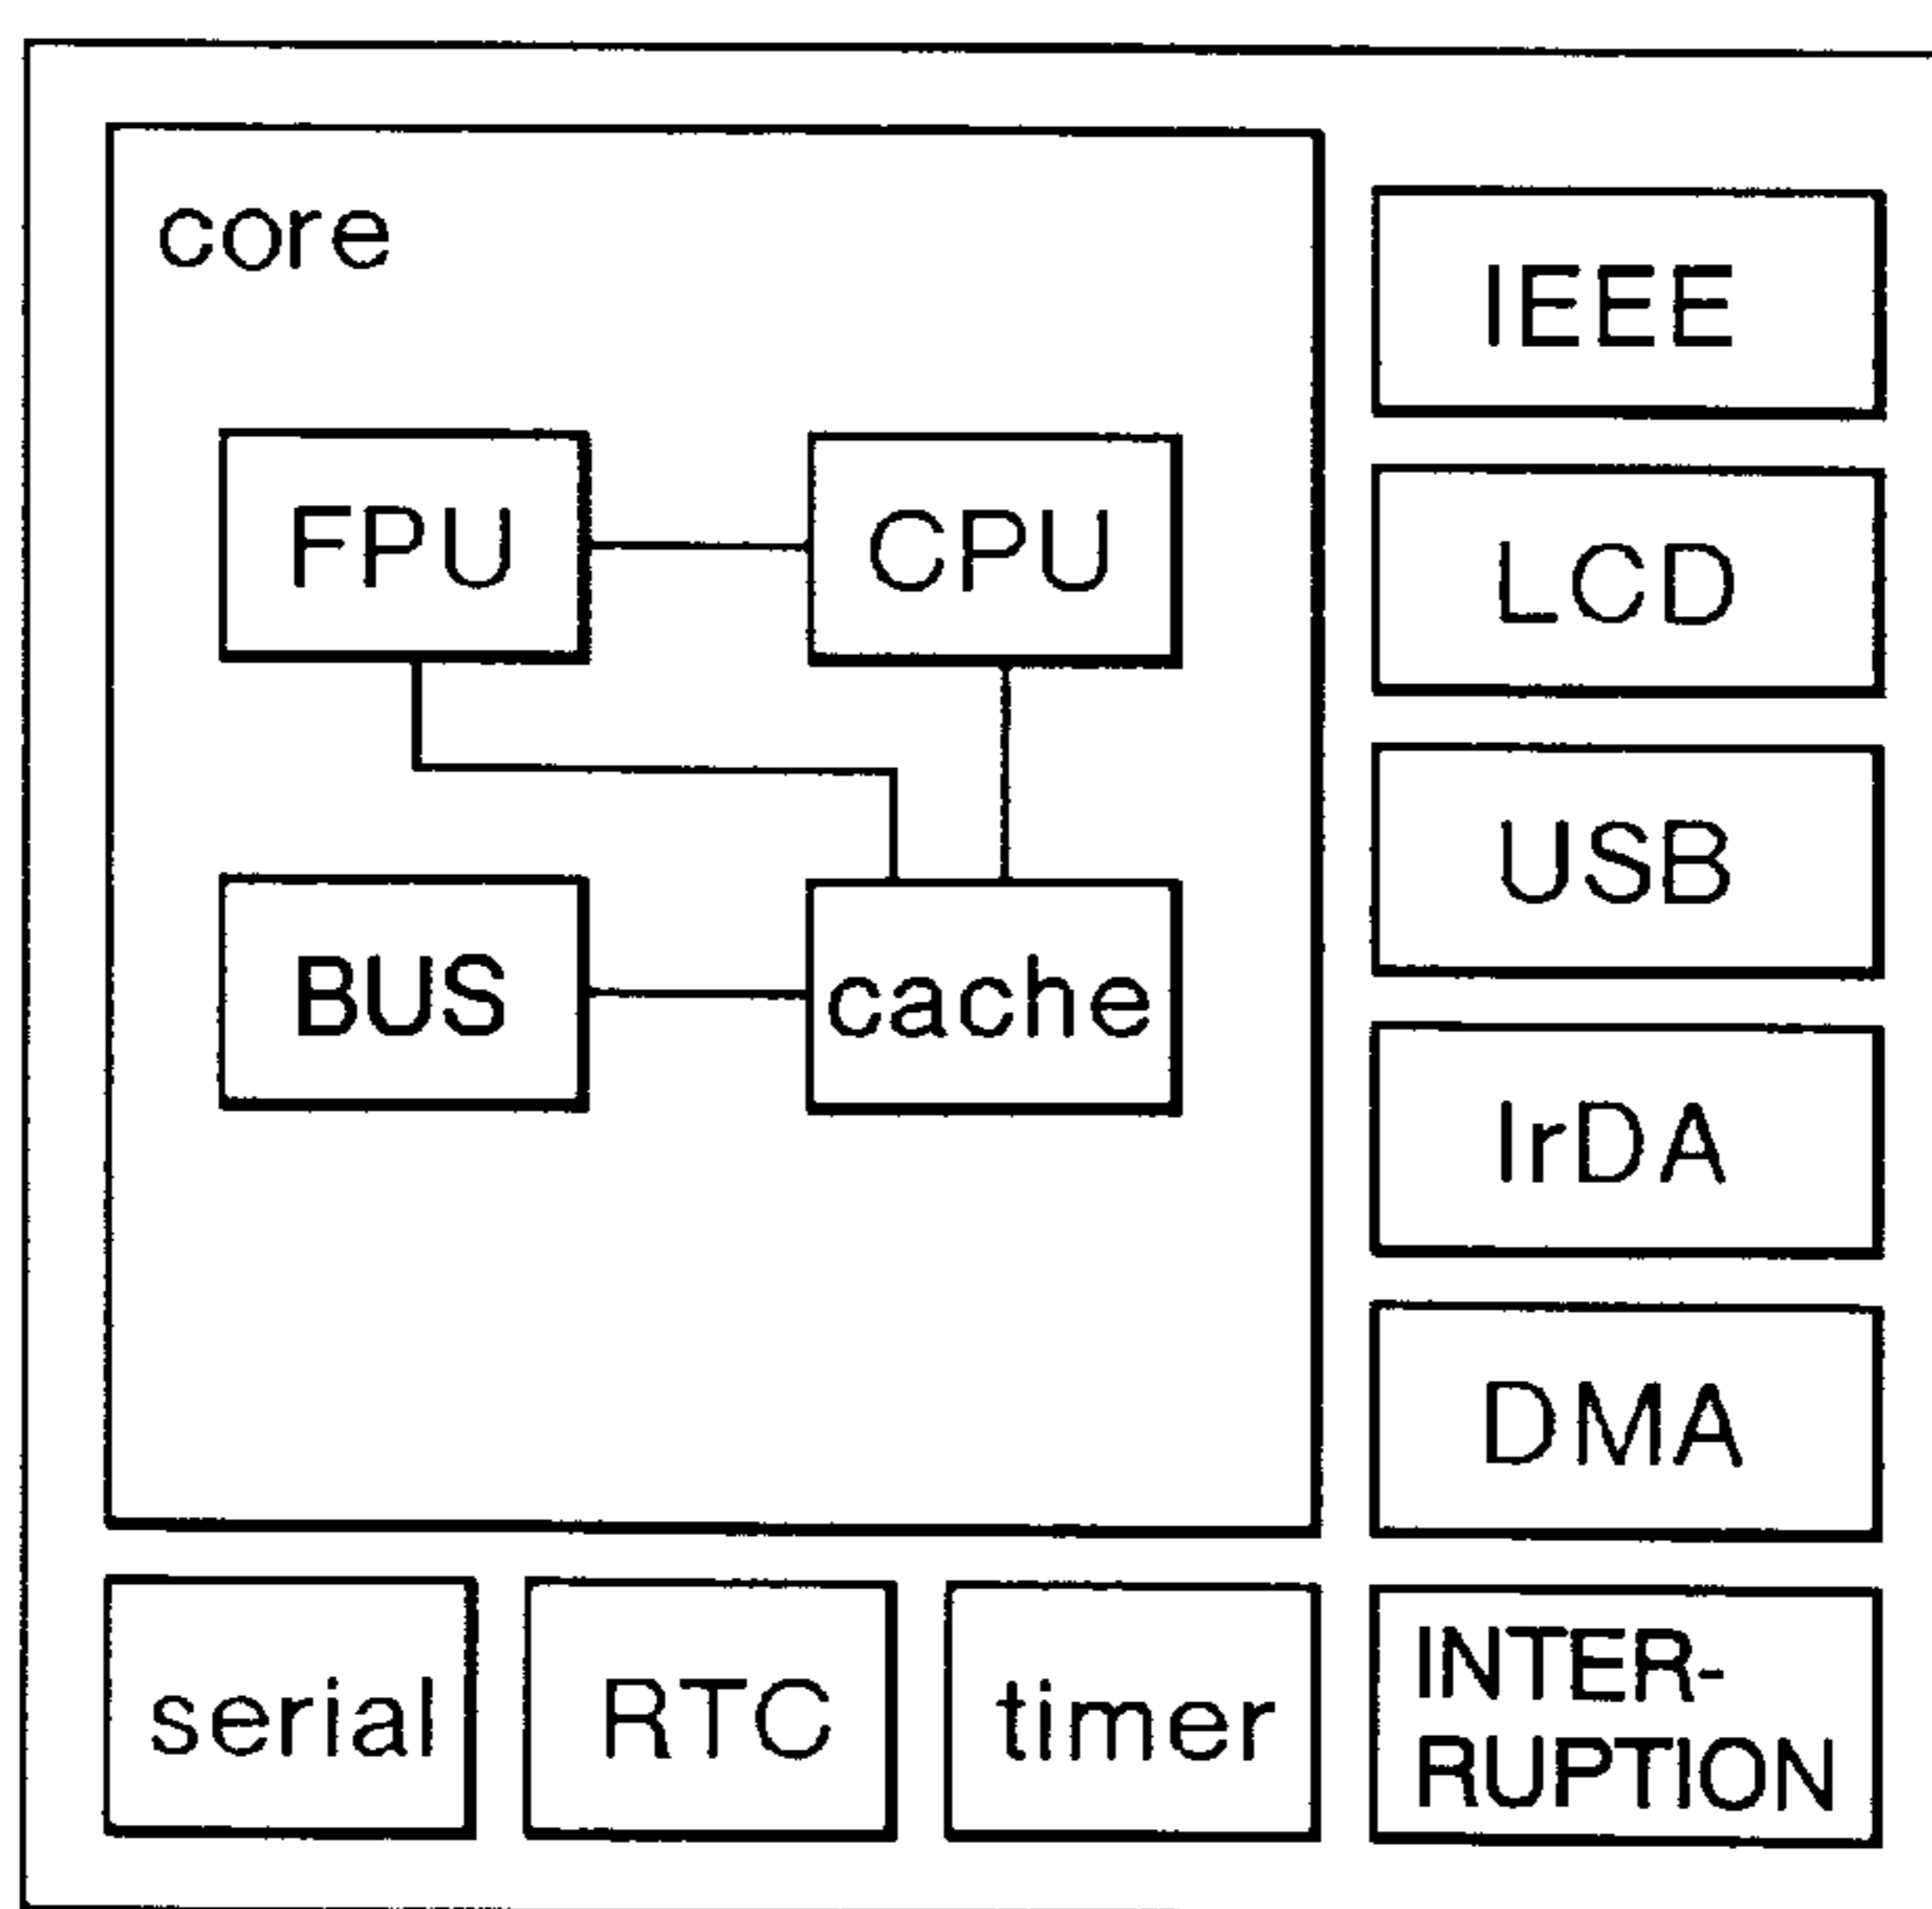 core
FPU
CPU
BUS
cache
IEEE
LCD
USB
IrDA
DMA
INTER-
RUPTION
serial
RTC
timer